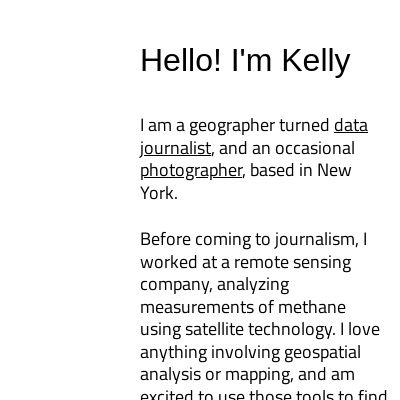 Hello! I'm Kelly
I am a geographer turned data
journalist, and an occasional
photographer, based in New
York.
Before coming to journalism, I
worked at a remote sensing
company, analyzing
measurements of methane
using satellite technology. I love
anything involving geospatial
analysis or mapping, and am
excited to use those tools to find